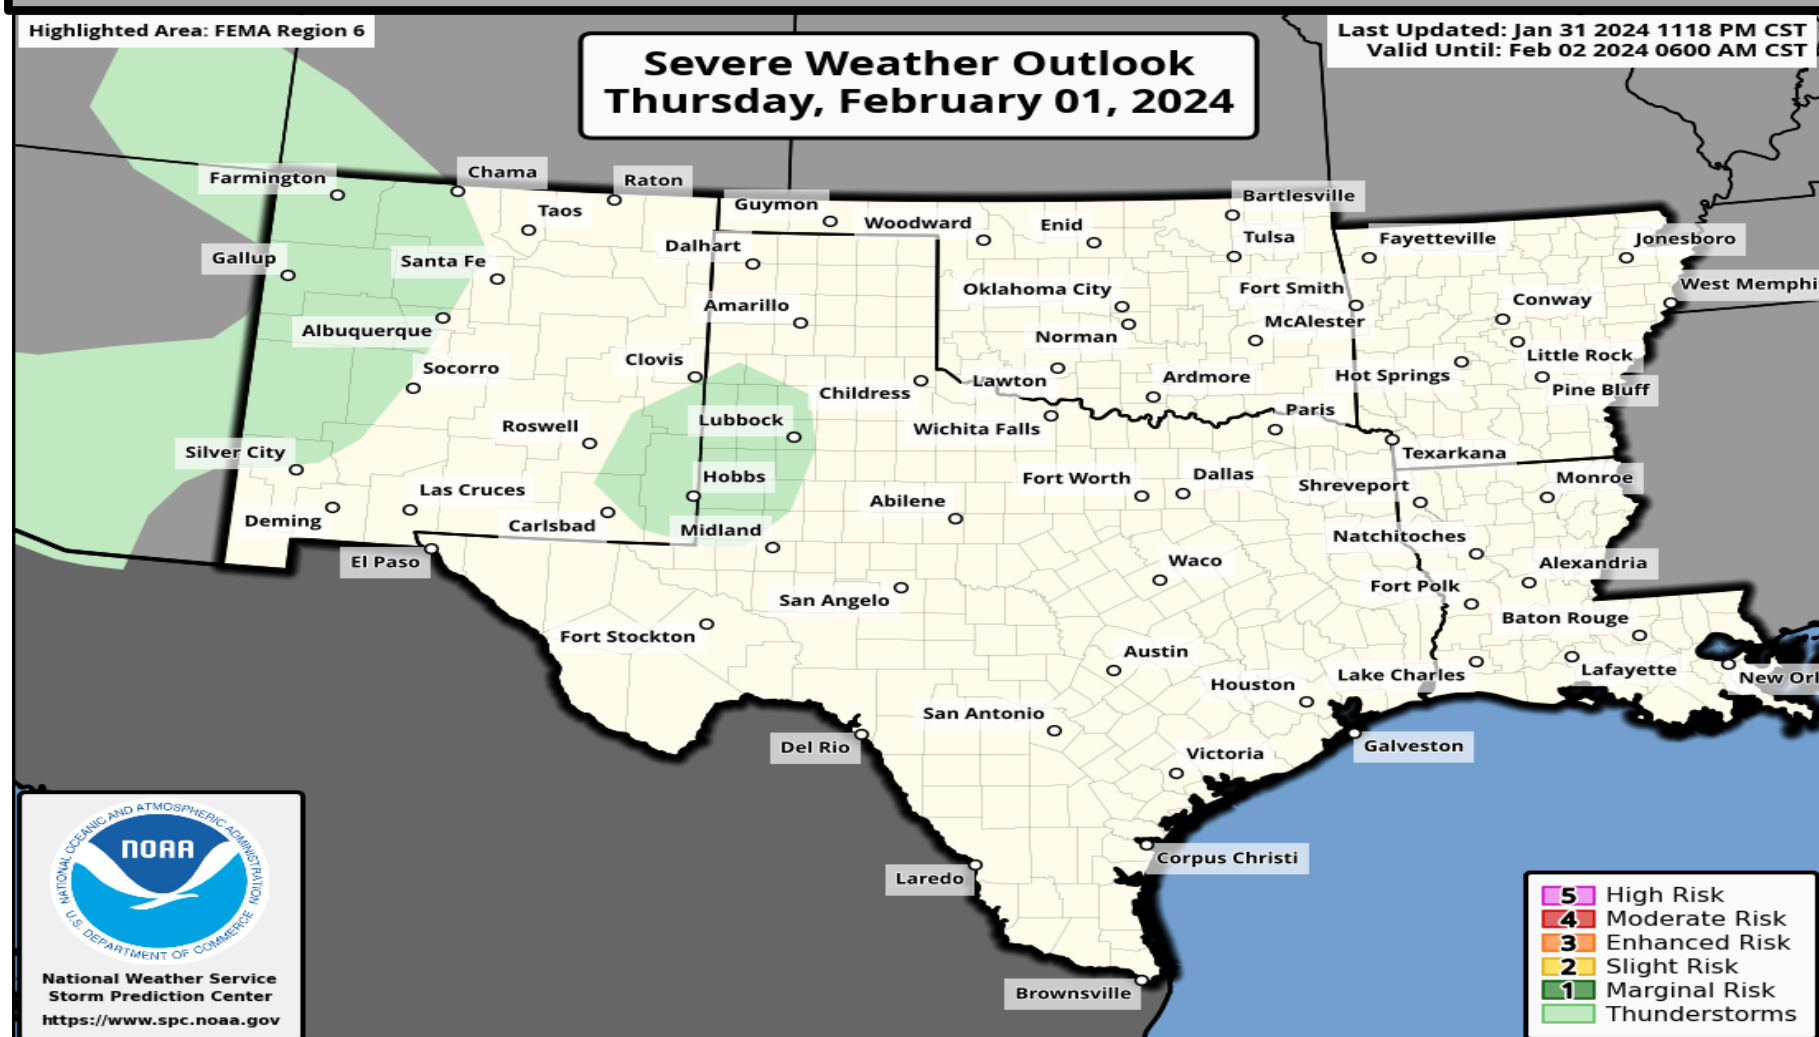 Highlighted Area: FEMA Region 6
Severe Weather Outlook
Thursday, February 01, 2024
Last Updated: Jan 31 2024 1118 PM CST
Valid Until: Feb 02 2024 0600 AM CST
Farmington
Chama
Raton
Taos
Guymon
Woodward
Enid
Bartlesville
Tulsa
Fayetteville
Jonesboro
Gallup
Santa Fe
Dalhart
Amarillo
Oklahoma City
Fort Smith
Conway
West Memphi
Albuquerque
Norman
McAlester
Little Rock
Socorro
Clovis
Childress
Lawton
Ardmore
Hot Springs
Pine Bluff
Roswell
Lubbock
Wichita Falls
Paris
Texarkana
Silver City
Las Cruces
Hobbs
Fort Worth
Dallas
Shreveport
Monroe
Deming
Carlsbad
Midland
Abilene
Natchitoches
El Paso
Waco
Alexandria
San Angelo
Fort Polk
Fort Stockton
Baton Rouge
Austin
Lake Charles
Lafayette
New Orl
Houston
San Antonio
Del Rio
Victoria
Galveston
Corpus Christi
Laredo
Brownsville
NATIONAL OCEANIC AND ATMOSPHERIC ADMINISTRATION
NOAA
U.S. DEPARTMENT OF COMMERCE
National Weather Service
Storm Prediction Center
https://www.spc.noaa.gov
5 High Risk
4 Moderate Risk
3 Enhanced Risk
2 Slight Risk
1 Marginal Risk
Thunderstorms